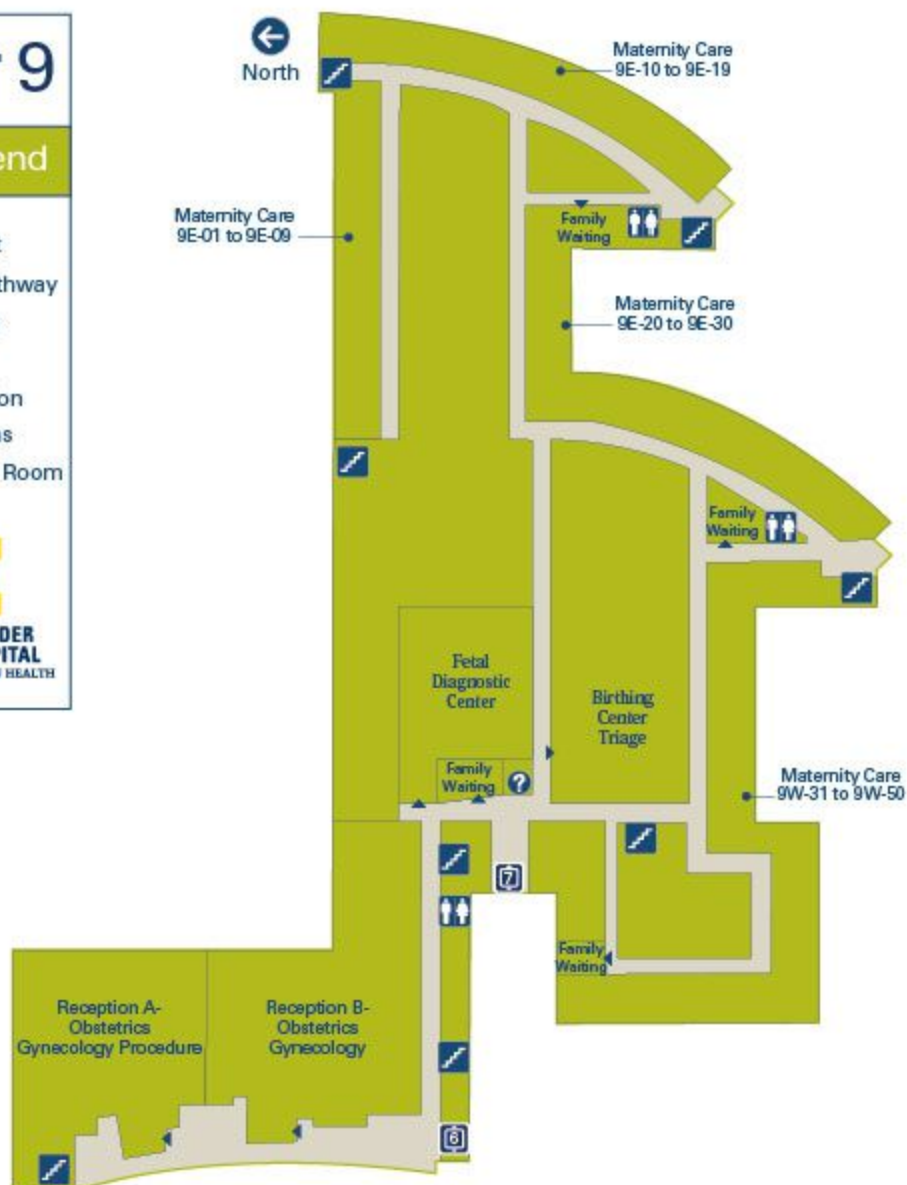 9
end
thway
on
s
Room
DER
PITAL
HEALTH
North
Maternity Care
9E-10 to 9E-19
Maternity Care
9E-01 to 9E-09
Family
Waiting
Maternity Care
9E-20 to 9E-30
Family
Waiting
Fetal
Diagnostic
Center
Birthing
Center
Triage
Family
Waiting
?
Maternity Care
9W-31 to 9W-50
7
Family
Waiting
Reception A-
Obstetrics
Gynecology Procedure
Reception B-
Obstetrics
Gynecology
6